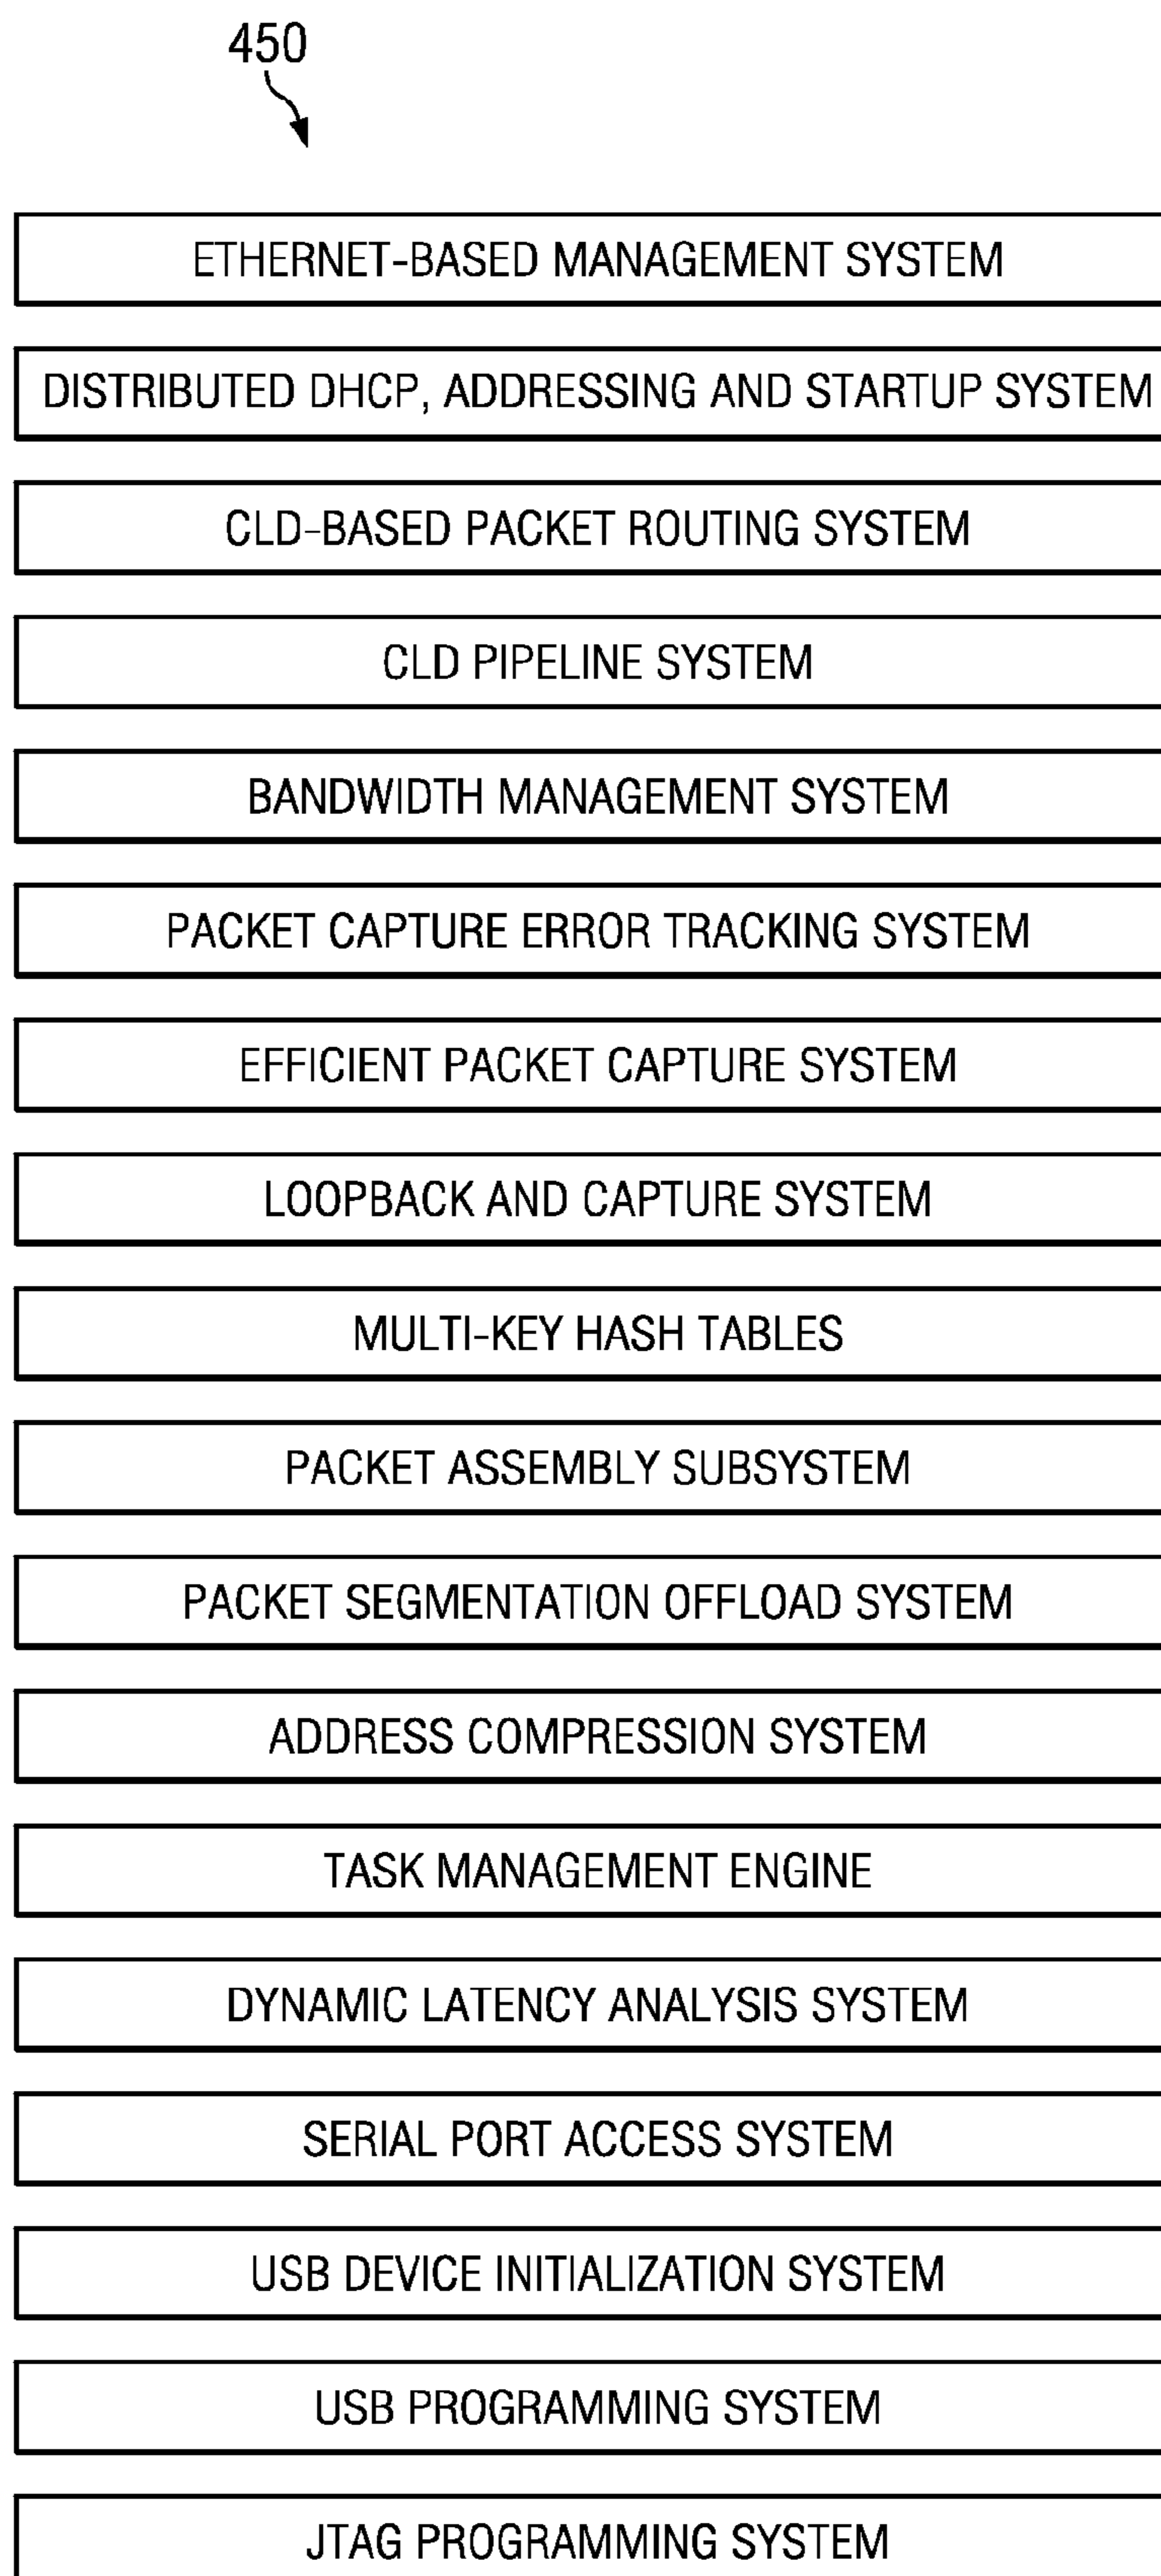 450
ETHERNET-BASED MANAGEMENT SYSTEM
DISTRIBUTED DHCP, ADDRESSING AND STARTUP SYSTEM
CLD-BASED PACKET ROUTING SYSTEM
CLD PIPELINE SYSTEM
BANDWIDTH MANAGEMENT SYSTEM
PACKET CAPTURE ERROR TRACKING SYSTEM
EFFICIENT PACKET CAPTURE SYSTEM
LOOPBACK AND CAPTURE SYSTEM
MULTI-KEY HASH TABLES
PACKET ASSEMBLY SUBSYSTEM
PACKET SEGMENTATION OFFLOAD SYSTEM
ADDRESS COMPRESSION SYSTEM
TASK MANAGEMENT ENGINE
DYNAMIC LATENCY ANALYSIS SYSTEM
SERIAL PORT ACCESS SYSTEM
USB DEVICE INITIALIZATION SYSTEM
USB PROGRAMMING SYSTEM
JTAG PROGRAMMING SYSTEM